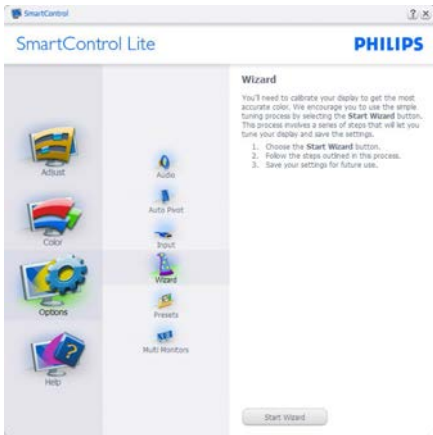 SmartControl
? X
SmartControl Lite
PHILIPS
Adjust
Color
Options
Help
Audio
Auto Pivot
Input
Wizard
Presets
Multi Monitors
Wizard
You'll need to calibrate your display to get the most
accurate color. We encourage you to use the simple
tuning process by selecting the Start Wizard button.
This process involves a series of steps that will let you
tune your display and save the settings.
1. Choose the Start Wizard button.
2. Follow the steps outlined in this process.
3. Save your settings for future use.
Start Wizard